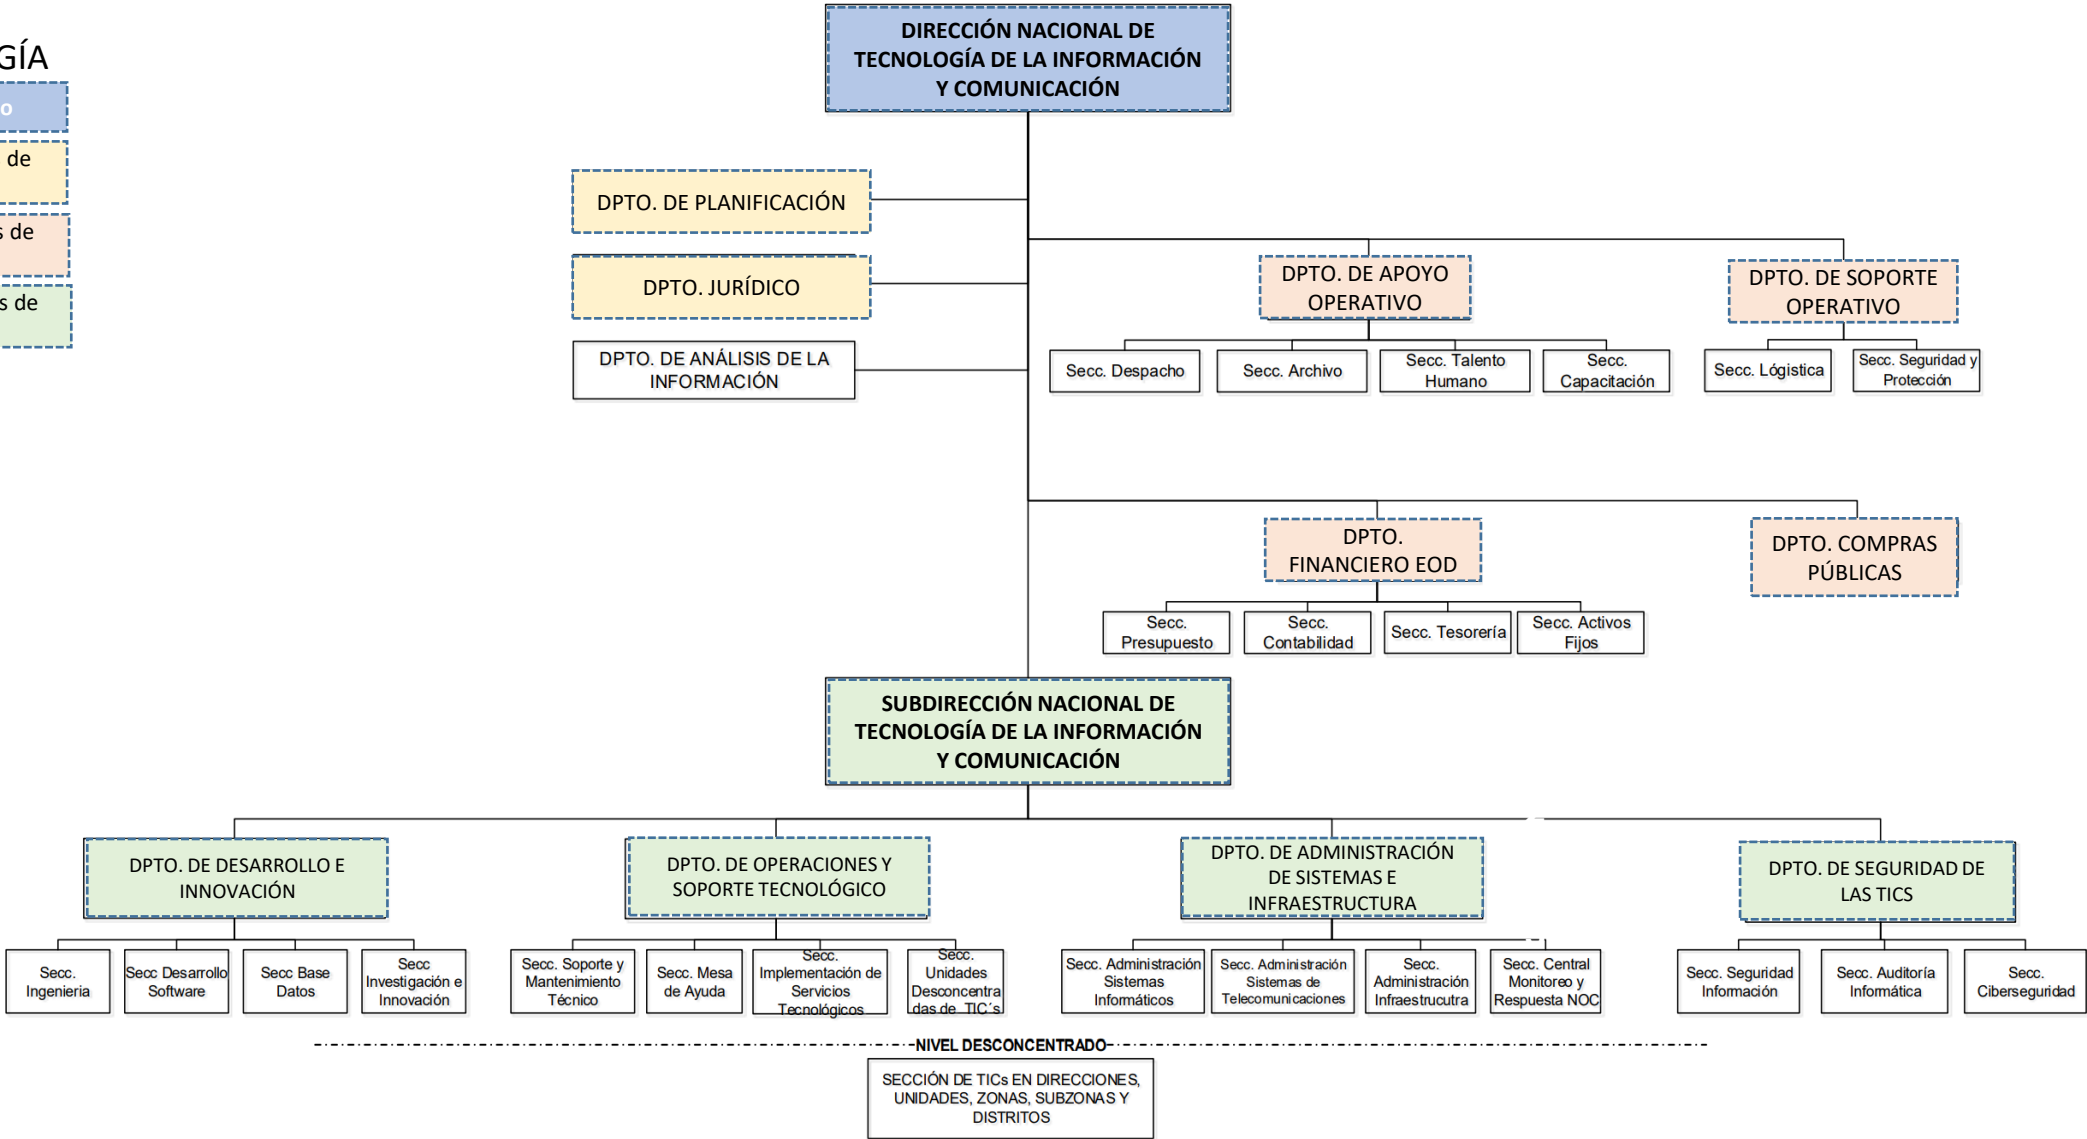 DIRECCIÓN NACIONAL DE
TECNOLOGÍA DE LA INFORMACIÓN
Y COMUNICACIÓN
GÍA
o
de
s de
s de
DPTO. DE PLANIFICACIÓN
DPTO. JURÍDICO
DPTO. DE ANÁLISIS DE LA
INFORMACIÓN
DPTO. DE APOYO
OPERATIVO
DPTO. DE SOPORTE
OPERATIVO
Secc. Despacho
Secc. Archivo
Secc. Talento
Humano
Secc.
Capacitación
Secc. Lógistica
Secc. Seguridad y
Protección
DPTO.
FINANCIERO EOD
DPTO. COMPRAS
PÚBLICAS
Secc.
Presupuesto
Secc.
Contabilidad
Secc. Tesorería
Secc. Activos
Fijos
SUBDIRECCIÓN NACIONAL DE
TECNOLOGÍA DE LA INFORMACIÓN
Y COMUNICACIÓN
DPTO. DE DESARROLLO E
INNOVACIÓN
DPTO. DE OPERACIONES Y
SOPORTE TECNOLÓGICO
DPTO. DE ADMINISTRACIÓN
DE SISTEMAS E
INFRAESTRUCTURA
DPTO. DE SEGURIDAD DE
LAS TICS
Secc.
Ingenieria
Secc Desarrollo
Software
Secc Base
Datos
Secc
Investigación e
Innovación
Secc. Soporte y
Mantenimiento
Técnico
Secc. Mesa
de Ayuda
Secc.
Implementación de
Servicios
Tecnológicos
Secc.
Unidades
Desconcentra
das de TIC´s
Secc. Administración
Sistemas
Informáticos
Secc. Administración
Sistemas de
Telecomunicaciones
Secc.
Administración
Infraestrucutra
Secc. Central
Monitoreo y
Respuesta NOC
Secc. Seguridad
Información
Secc. Auditoría
Informática
Secc.
Ciberseguridad
NIVEL DESCONCENTRADO
SECCIÓN DE TICs EN DIRECCIONES,
UNIDADES, ZONAS, SUBZONAS Y
DISTRITOS